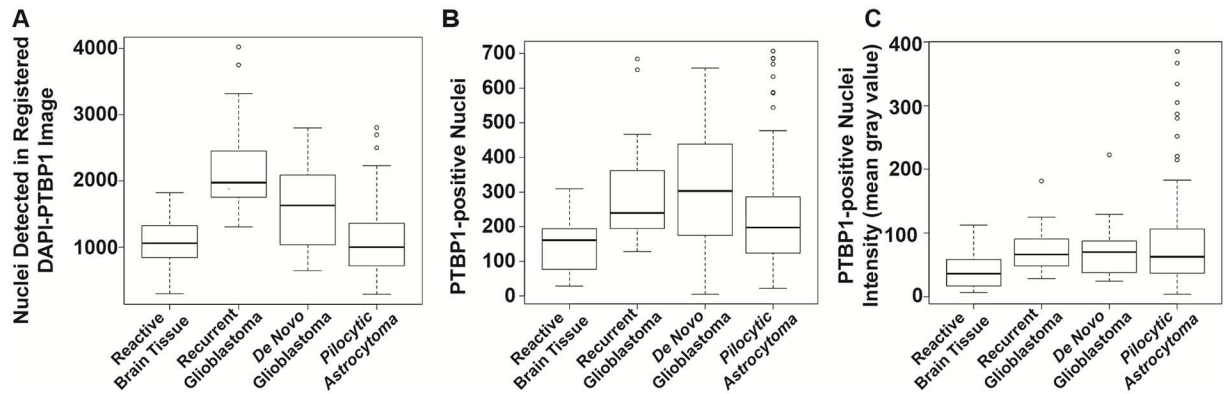 A
Nuclei Detected in Registered
DAPI-PTBP1 Image
4000
3000
2000
1000
Reactive
Brain Tissue
Recurrent
Glioblastoma
De Novo
Glioblastoma
Pilocytic
Astrocytoma
B
PTBP1-positive Nuclei
700
600
500
400
300
200
100
0
Reactive
Brain Tissue
Recurrent
Glioblastoma
De Novo
Glioblastoma
Pilocytic
Astrocytoma
C
PTBP1-positive Nuclei
Intensity (mean gray value)
400
300
200
100
0
Reactive
Brain Tissue
Recurrent
Glioblastoma
De Novo
Glioblastoma
Pilocytic
Astrocytoma